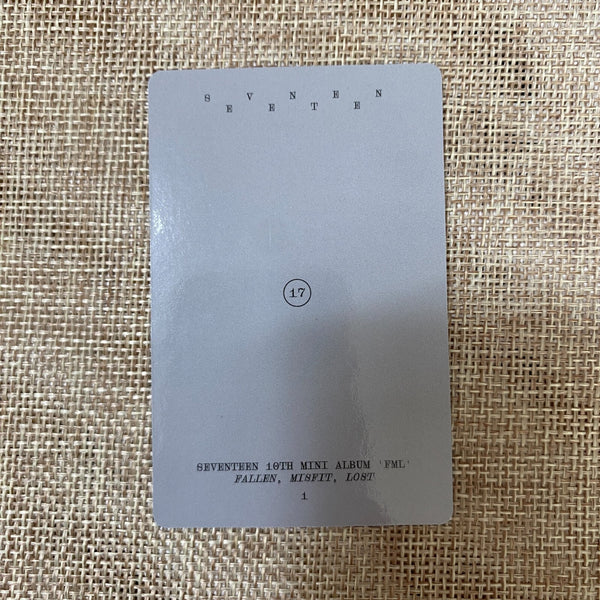 S V N E E N
E E T E
17
SEVENTEEN 10TH MINI ALBUM 'FML'
FALLEN, MISFIT, LOST
1